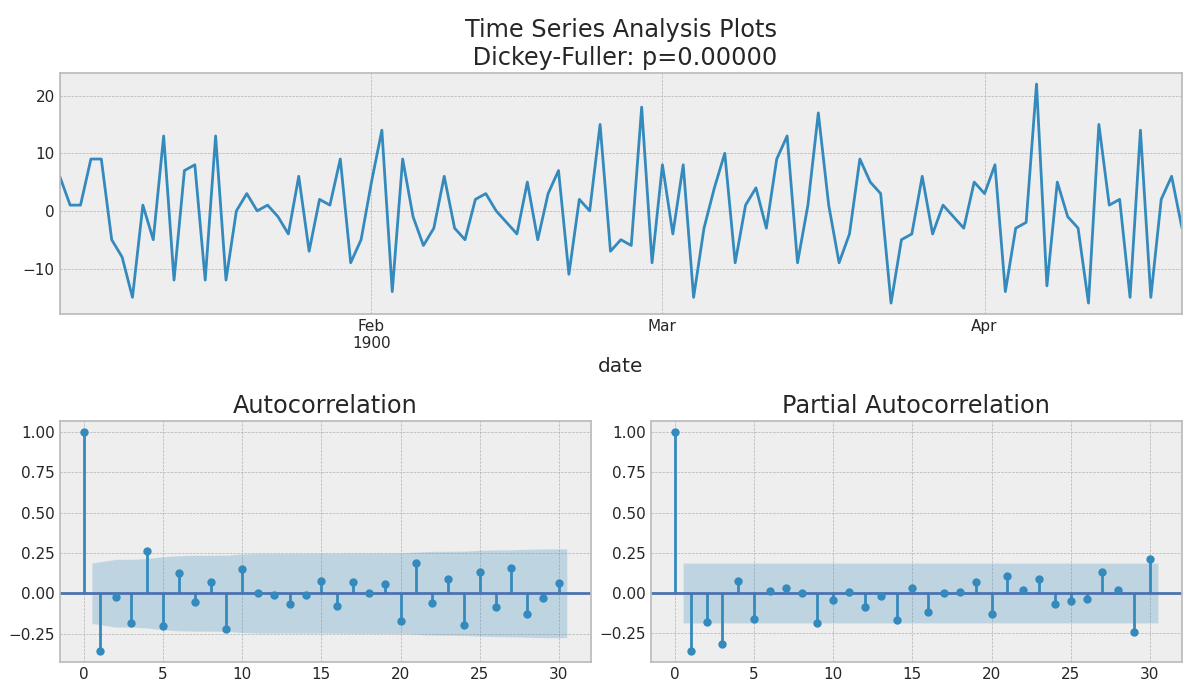 Time Series Analysis Plots
Dickey-Fuller: p=0.00000
20
10
0
−10
Feb
1900
Mar
Apr
date
Autocorrelation
1.00
0.75
0.50
0.25
0.00
−0.25
0 5 10 15 20 25 30
Partial Autocorrelation
1.00
0.75
0.50
0.25
0.00
−0.25
0 5 10 15 20 25 30